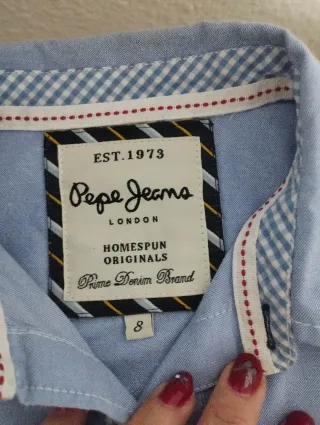 EST.1973
Pepe Jeans
LONDON
HOMESPUN
ORIGINALS
Prime Denim Brand
8